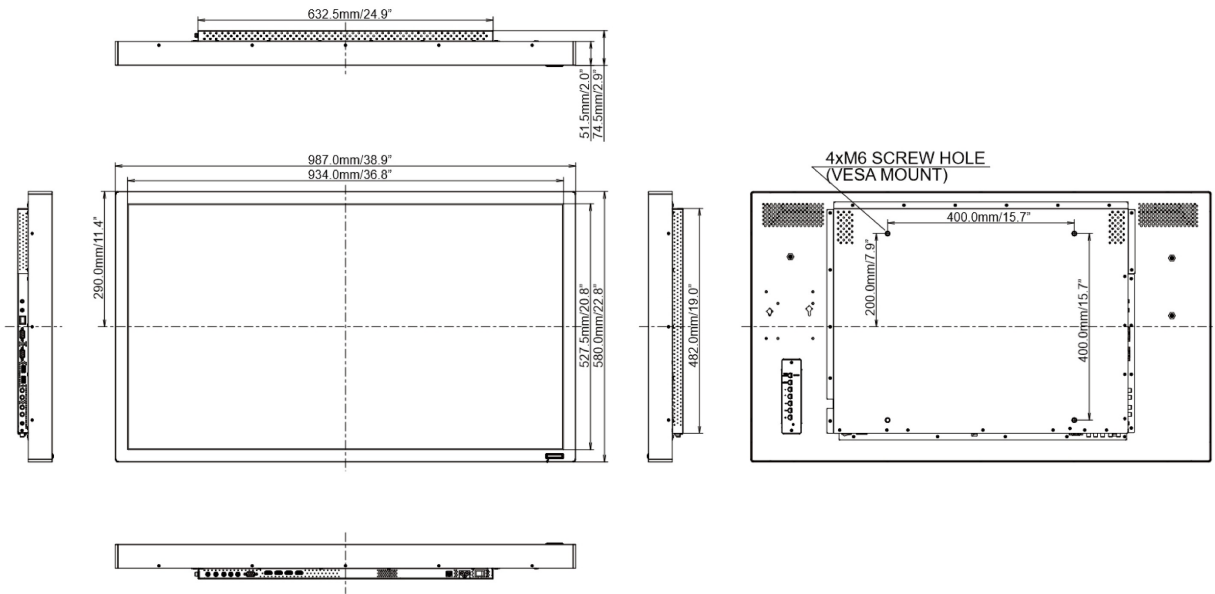 632.5mm/24.9"
51.5mm/2.0"
74.5mm/2.9"
987.0mm/38.9"
934.0mm/36.8"
290.0mm/11.4"
527.5mm/20.8"
580.0mm/22.8"
482.0mm/19.0"
4xM6 SCREW HOLE
(VESA MOUNT)
400.0mm/15.7"
200.0mm/7.9"
400.0mm/15.7"